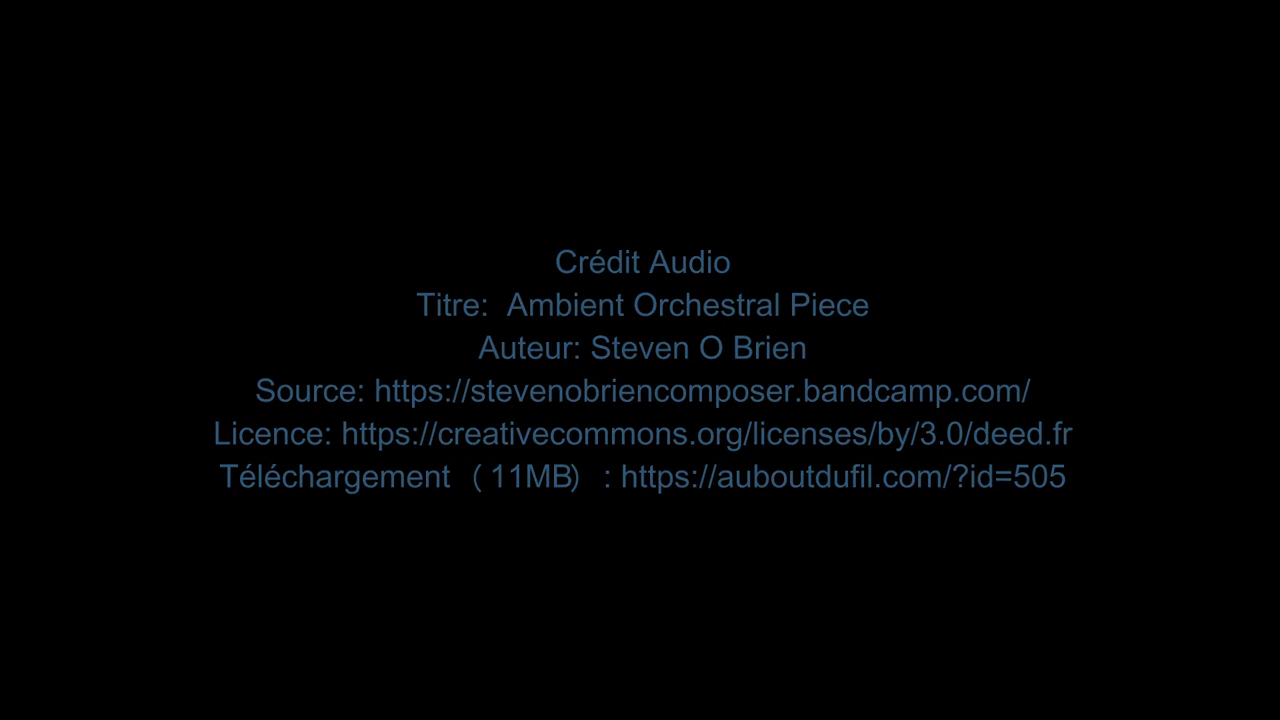 Crédit Audio
Titre:  Ambient Orchestral Piece
Auteur: Steven O Brien
Source: https://stevenobriencomposer.bandcamp.com/
Licence: https://creativecommons.org/licenses/by/3.0/deed.fr
Téléchargement （11MB） : https://auboutdufil.com/?id=505